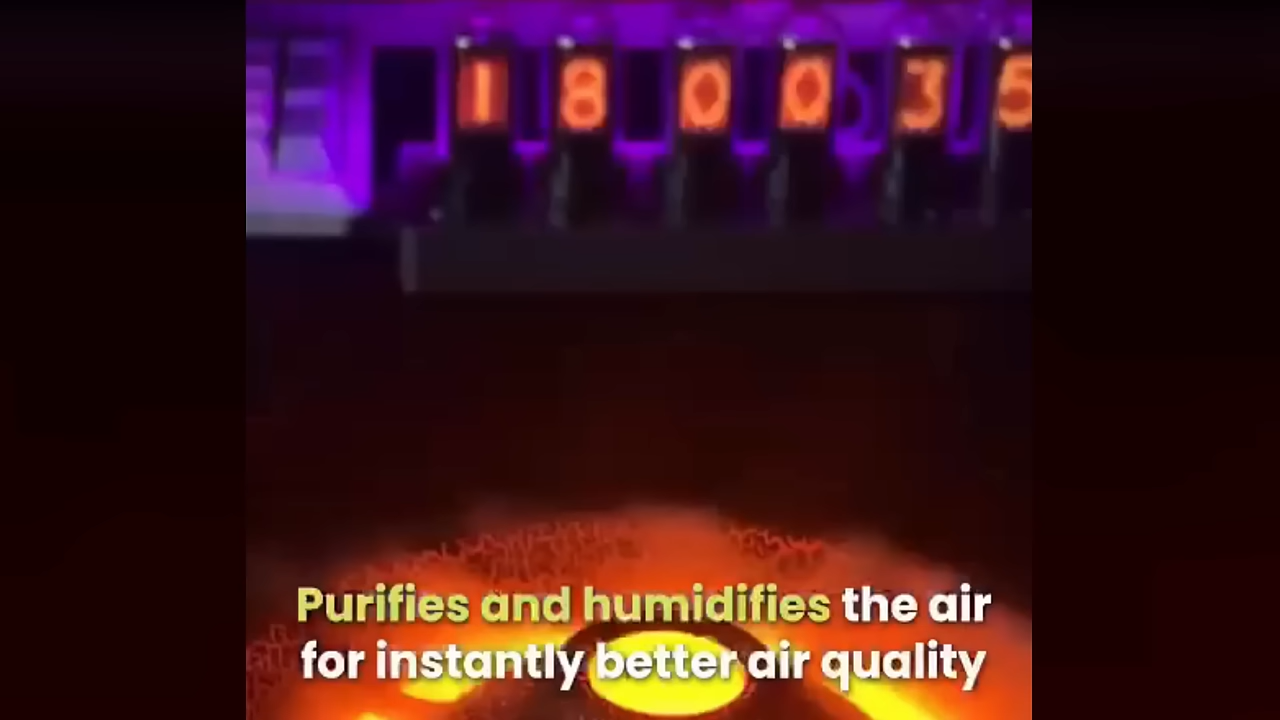 180035
Purifies and humidifies the air
for instantly better air quality